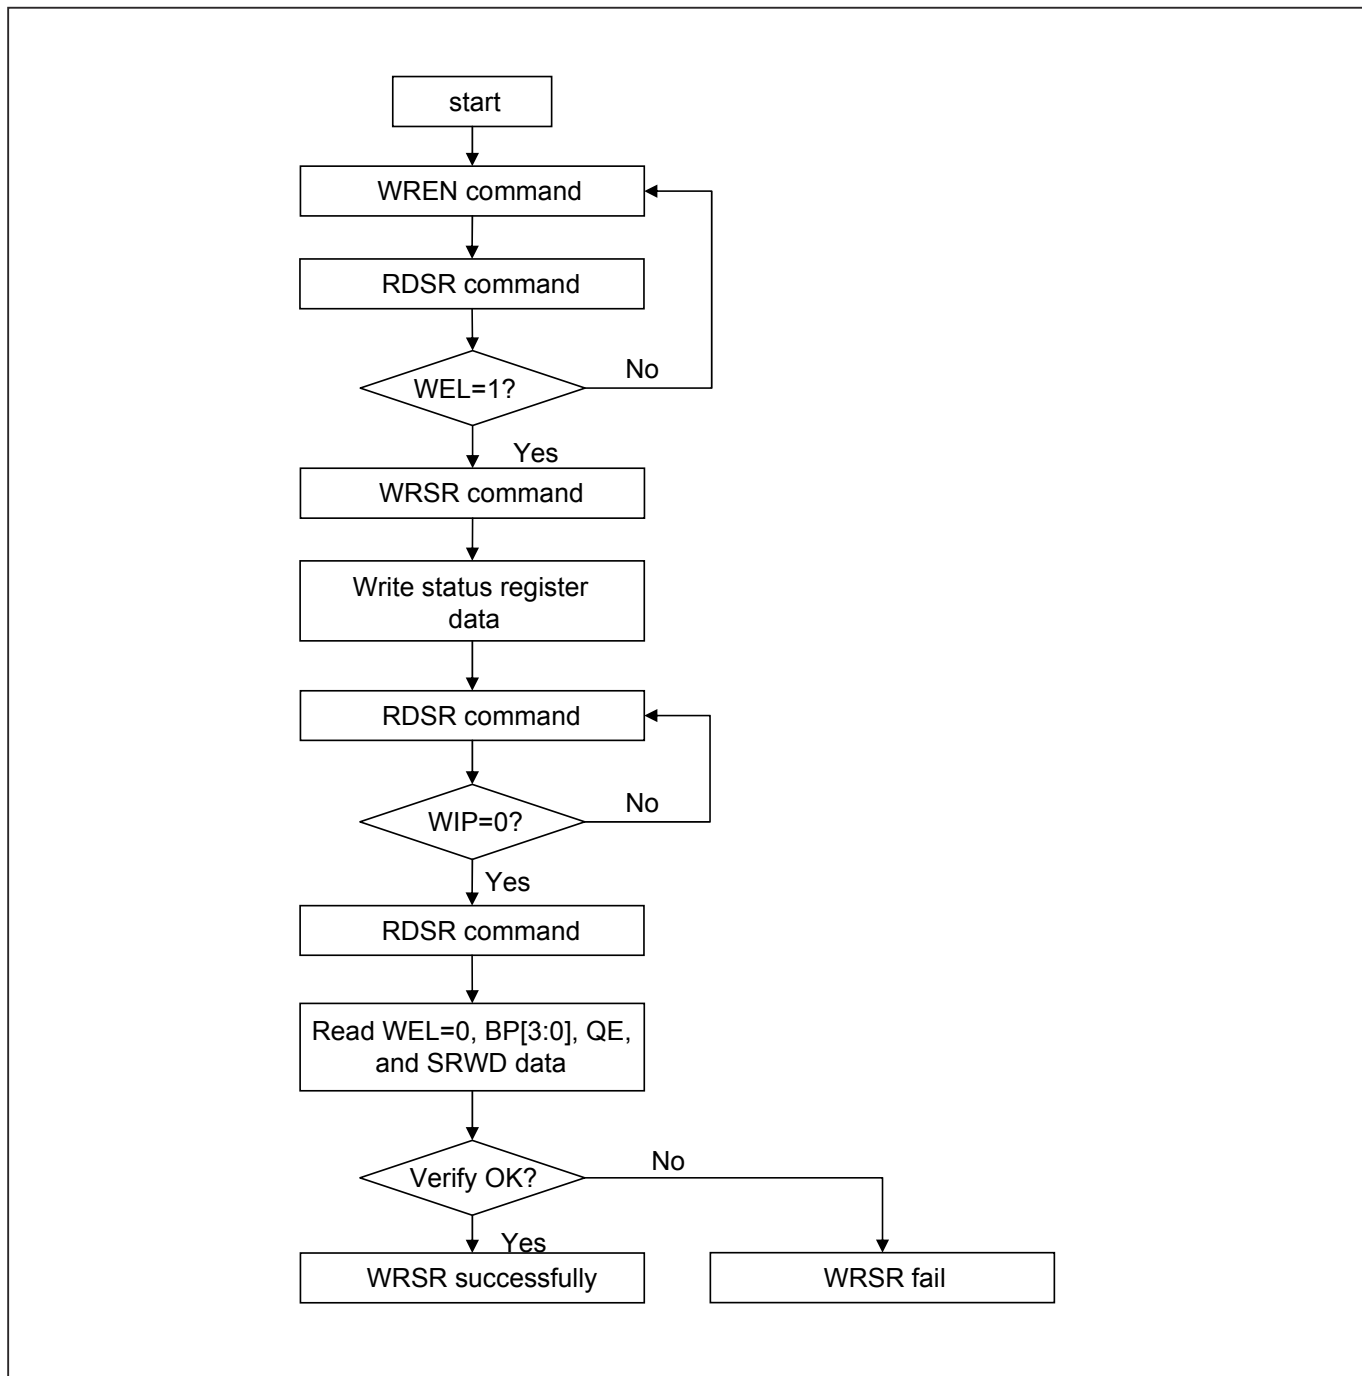 start
WREN command
RDSR command
WEL=1?
No
Yes
WRSR command
Write status register
data
RDSR command
WIP=0?
No
Yes
RDSR command
Read WEL=0, BP[3:0], QE,
and SRWD data
Verify OK?
No
Yes
WRSR successfully
WRSR fail